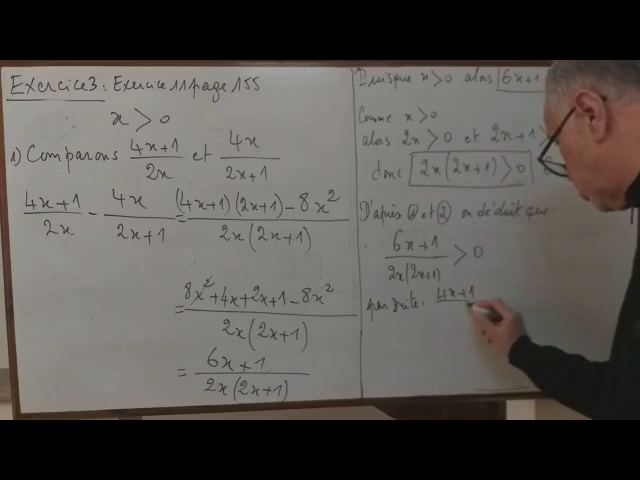 Exercice 3 : Exercice 11 page 155
x > 0
1) Comparons (4x+1)/(2x) et (4x)/(2x+1)
(4x+1)/(2x) - (4x)/(2x+1) = ((4x+1)(2x+1) - 8x²)/(2x(2x+1))
= (8x² + 4x + 2x + 1 - 8x²)/(2x(2x+1))
= (6x+1)/(2x(2x+1))
Puisque x > 0 alors 6x+1
Comme x > 0
alors 2x > 0 et 2x+1 >
donc 2x(2x+1) > 0
D'après ① et ② on déduit que
(6x+1)/(2x(2x+1)) > 0
par suite : 4x+1